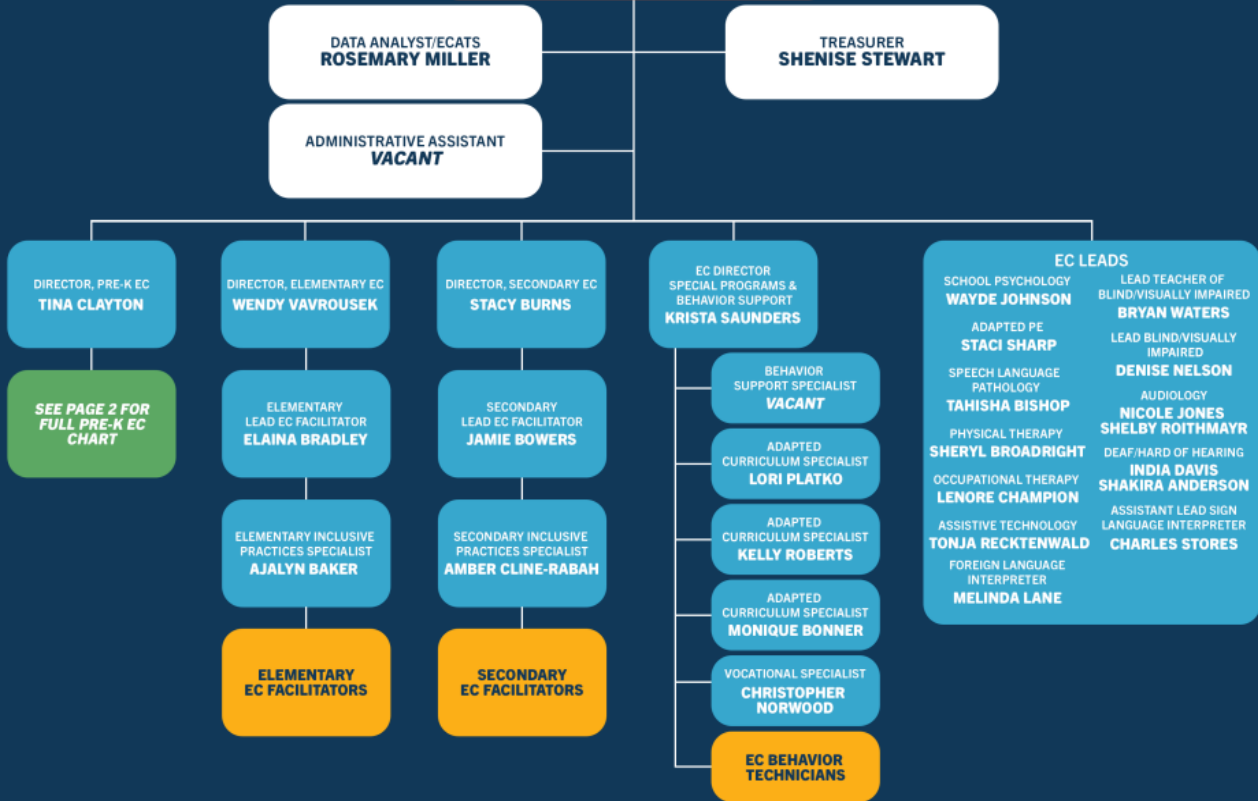 DATA ANALYST/ECATS
ROSEMARY MILLER
TREASURER
SHENISE STEWART
ADMINISTRATIVE ASSISTANT
VACANT
DIRECTOR, PRE-K EC
TINA CLAYTON
SEE PAGE 2 FOR
FULL PRE-K EC
CHART
DIRECTOR, ELEMENTARY EC
WENDY VAVROUSEK
ELEMENTARY
LEAD EC FACILITATOR
ELAINA BRADLEY
ELEMENTARY INCLUSIVE
PRACTICES SPECIALIST
AJALYN BAKER
ELEMENTARY
EC FACILITATORS
DIRECTOR, SECONDARY EC
STACY BURNS
SECONDARY
LEAD EC FACILITATOR
JAMIE BOWERS
SECONDARY INCLUSIVE
PRACTICES SPECIALIST
AMBER CLINE-RABAH
SECONDARY
EC FACILITATORS
EC DIRECTOR
SPECIAL PROGRAMS &
BEHAVIOR SUPPORT
KRISTA SAUNDERS
BEHAVIOR
SUPPORT SPECIALIST
VACANT
ADAPTED
CURRICULUM SPECIALIST
LORI PLATKO
ADAPTED
CURRICULUM SPECIALIST
KELLY ROBERTS
ADAPTED
CURRICULUM SPECIALIST
MONIQUE BONNER
VOCATIONAL SPECIALIST
CHRISTOPHER
NORWOOD
EC BEHAVIOR
TECHNICIANS
EC LEADS
SCHOOL PSYCHOLOGY
WAYDE JOHNSON
ADAPTED PE
STACI SHARP
SPEECH LANGUAGE
PATHOLOGY
TAHISHA BISHOP
PHYSICAL THERAPY
SHERYL BROADRIGHT
OCCUPATIONAL THERAPY
LENORE CHAMPION
ASSISTIVE TECHNOLOGY
TONJA RECKTENWALD
FOREIGN LANGUAGE
INTERPRETER
MELINDA LANE
LEAD TEACHER OF
BLIND/VISUALLY IMPAIRED
BRYAN WATERS
LEAD BLIND/VISUALLY
IMPAIRED
DENISE NELSON
AUDIOLOGY
NICOLE JONES
SHELBY ROITHMAYR
DEAF/HARD OF HEARING
INDIA DAVIS
SHAKIRA ANDERSON
ASSISTANT LEAD SIGN
LANGUAGE INTERPRETER
CHARLES STORES